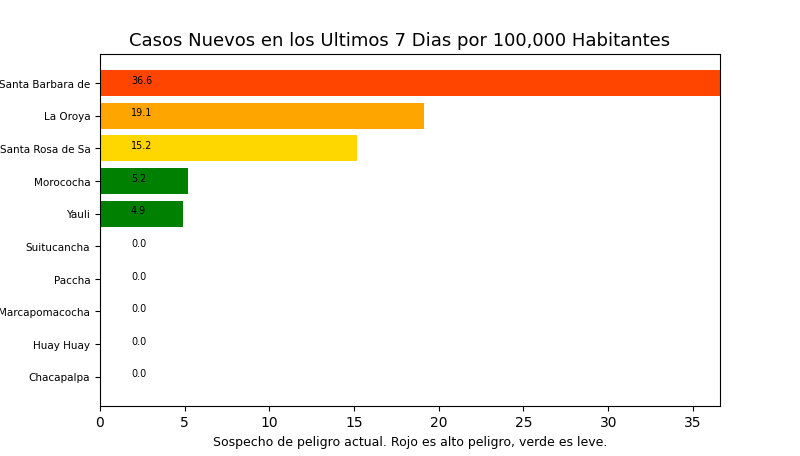 Casos Nuevos en los Ultimos 7 Dias por 100,000 Habitantes
Santa Barbara de 36.6
La Oroya 19.1
Santa Rosa de Sa 15.2
Morococha 5.2
Yauli 4.9
Suitucancha 0.0
Paccha 0.0
Marcapomacocha 0.0
Huay Huay 0.0
Chacapalpa 0.0
0 5 10 15 20 25 30 35
Sospecho de peligro actual. Rojo es alto peligro, verde es leve.